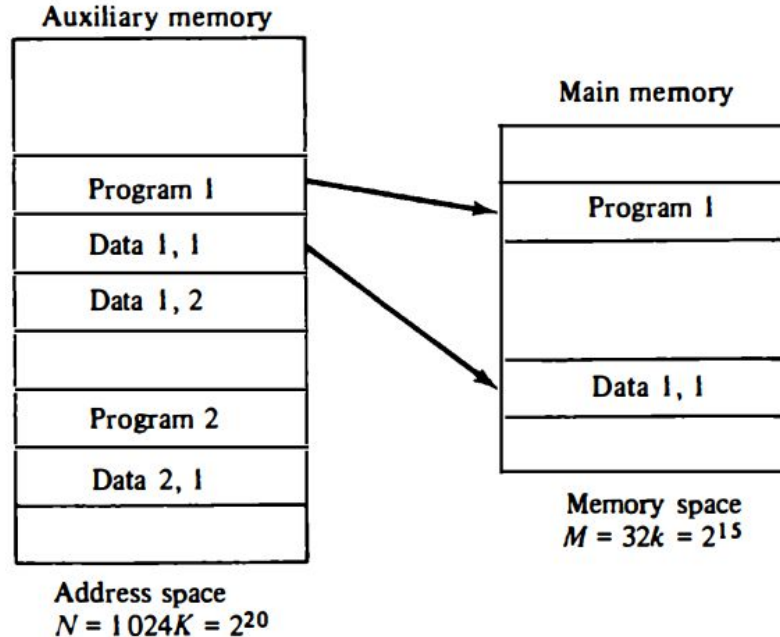 Auxiliary memory
Program 1
Data 1, 1
Data 1, 2
Program 2
Data 2, 1
Address space
N = 1024K = 2²⁰
Main memory
Program 1
Data 1, 1
Memory space
M = 32k = 2¹⁵